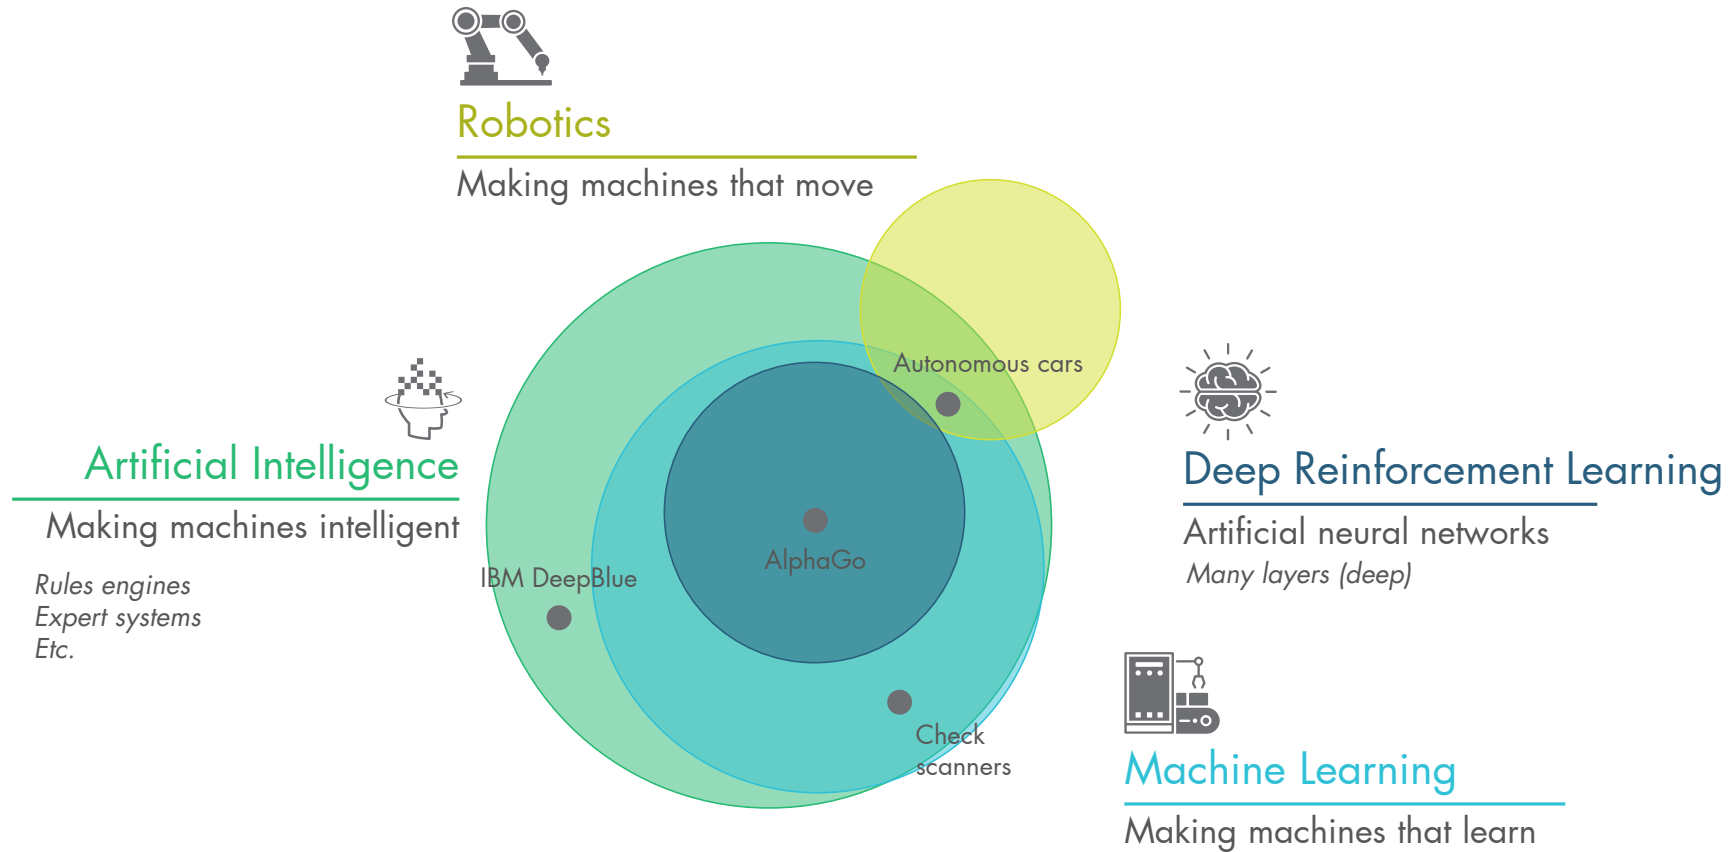 Robotics
Making machines that move
Autonomous cars
Artificial Intelligence
Making machines intelligent
Rules engines
Expert systems
Etc.
IBM DeepBlue
AlphaGo
Deep Reinforcement Learning
Artificial neural networks
Many layers (deep)
Check
scanners
Machine Learning
Making machines that learn